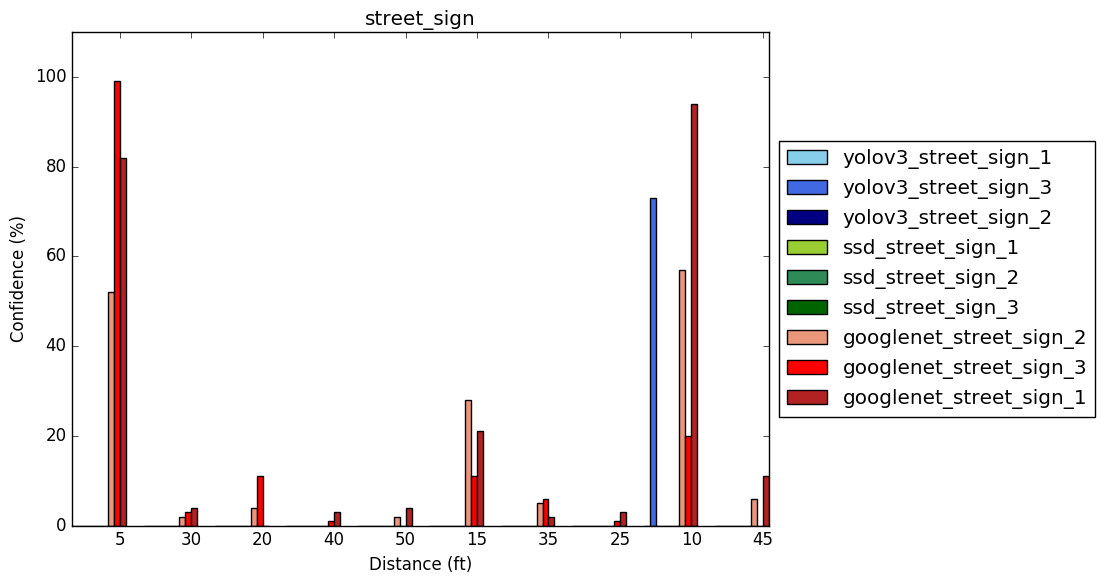 street_sign
Confidence (%)
100
80
60
40
20
0
5 30 20 40 50 15 35 25 10 45
Distance (ft)
yolov3_street_sign_1
yolov3_street_sign_3
yolov3_street_sign_2
ssd_street_sign_1
ssd_street_sign_2
ssd_street_sign_3
googlenet_street_sign_2
googlenet_street_sign_3
googlenet_street_sign_1